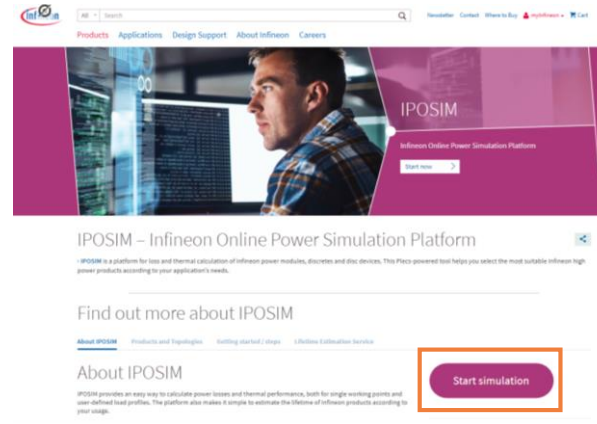 infineon
All Search
Newsletter Contact Where to Buy myInfineon Cart
Products Applications Design Support About Infineon Careers
IPOSIM
Infineon Online Power Simulation Platform
Start now
IPOSIM – Infineon Online Power Simulation Platform
IPOSIM is a platform for loss and thermal calculation of Infineon power modules, discretes and disc devices. This Plecs-powered tool helps you select the most suitable Infineon high
power products according to your application's needs.
Find out more about IPOSIM
About IPOSIM Products and Topologies Getting started / steps Lifetime Estimation Service
About IPOSIM
Start simulation
IPOSIM provides an easy way to calculate power losses and thermal performance, both for single working points and
user-defined load profiles. The platform also makes it simple to estimate the lifetime of Infineon products according to
your usage.